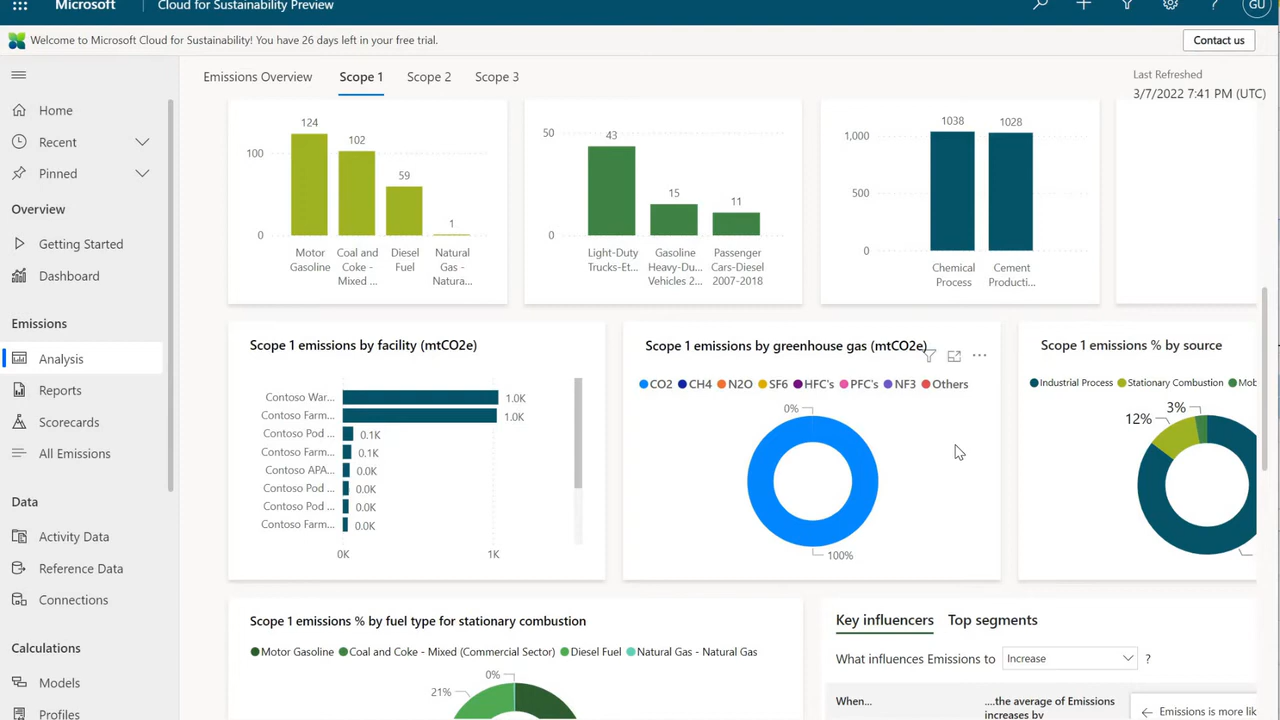 Microsoft
Cloud for Sustainability Preview
GU
Welcome to Microsoft Cloud for Sustainability! You have 26 days left in your free trial.
Contact us
Home
Recent
Pinned
Overview
Getting Started
Dashboard
Emissions
Analysis
Reports
Scorecards
All Emissions
Data
Activity Data
Reference Data
Connections
Calculations
Models
Profiles
Emissions Overview
Scope 1
Scope 2
Scope 3
Last Refreshed
3/7/2022 7:41 PM (UTC)
100
0
124
102
59
1
Motor Gasoline
Coal and Coke - Mixed ...
Diesel Fuel
Natural Gas - Natura...
50
0
43
15
11
Light-Duty Trucks-Et...
Gasoline Heavy-Du... Vehicles 2...
Passenger Cars-Diesel 2007-2018
1,000
500
0
1038
1028
Chemical Process
Cement Producti...
Scope 1 emissions by facility (mtCO2e)
Contoso War... 1.0K
Contoso Farm... 1.0K
Contoso Pod ... 0.1K
Contoso Farm... 0.1K
Contoso APA... 0.0K
Contoso Pod ... 0.0K
Contoso Pod ... 0.0K
Contoso Farm... 0.0K
0K 1K
Scope 1 emissions by greenhouse gas (mtCO2e)
...
CO2 CH4 N2O SF6 HFC's PFC's NF3 Others
0%
100%
Scope 1 emissions % by source
Industrial Process Stationary Combustion Mob
3%
12%
Scope 1 emissions % by fuel type for stationary combustion
Motor Gasoline Coal and Coke - Mixed (Commercial Sector) Diesel Fuel Natural Gas - Natural Gas
0%
21%
Key influencers Top segments
What influences Emissions to Increase ?
When...
....the average of Emissions
increases by
Emissions is more lik